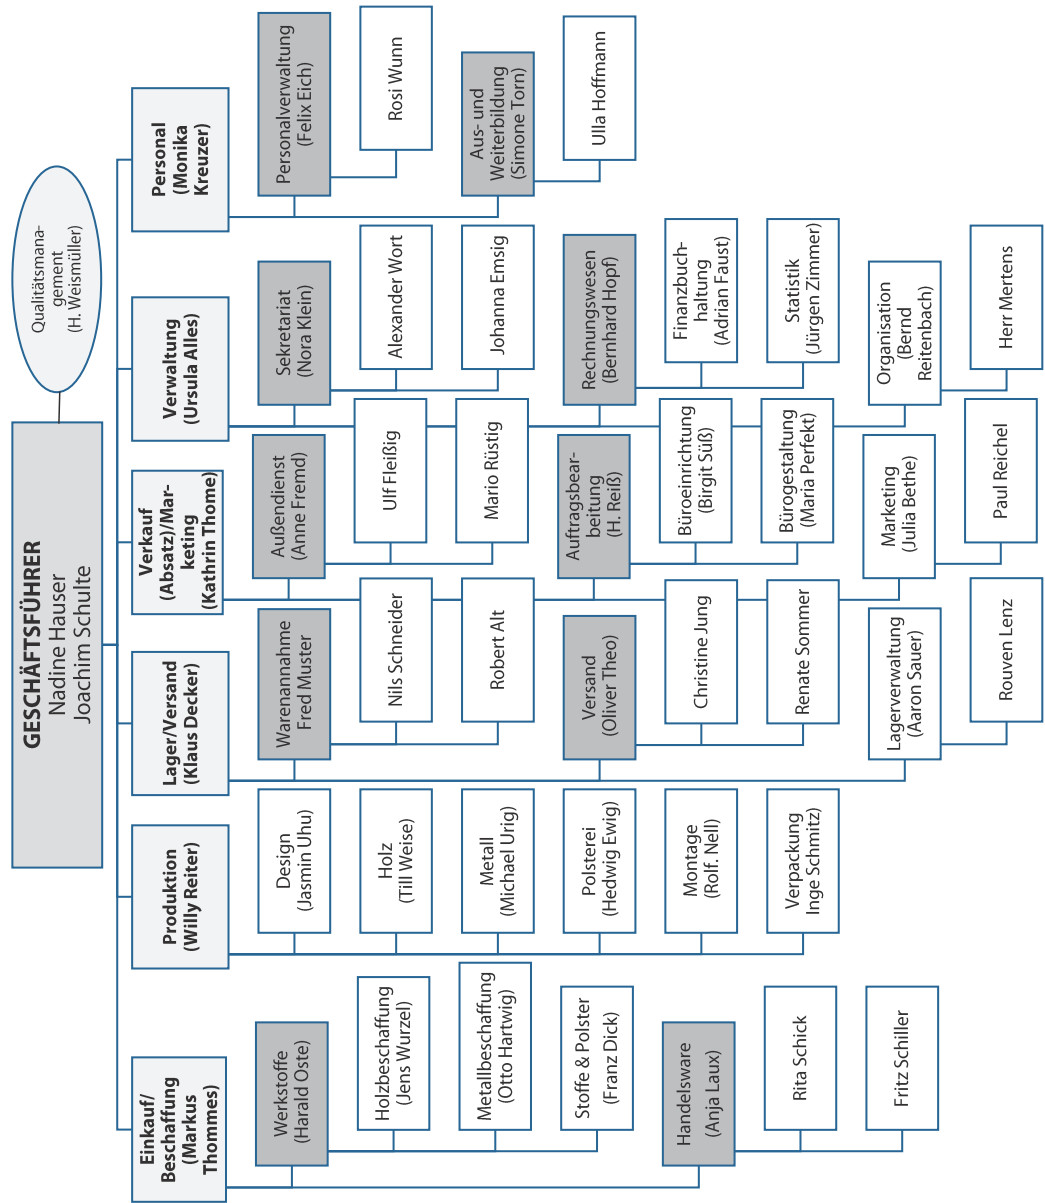 GESCHÄFTSFÜHRER
Nadine Hauser
Joachim Schulte
Qualitätsmana-
gement
(H. Weismüller)
Einkauf/
Beschaffung
(Markus
Thommes)
Werkstoffe
(Harald Oste)
Holzbeschaffung
(Jens Wurzel)
Metallbeschaffung
(Otto Hartwig)
Stoffe & Polster
(Franz Dick)
Handelsware
(Anja Laux)
Rita Schick
Fritz Schiller
Produktion
(Willy Reiter)
Design
(Jasmin Uhu)
Holz
(Till Weise)
Metall
(Michael Urig)
Polsterei
(Hedwig Ewig)
Montage
(Rolf. Nell)
Verpackung
Inge Schmitz)
Lager/Versand
(Klaus Decker)
Warenannahme
Fred Muster
Nils Schneider
Robert Alt
Versand
(Oliver Theo)
Christine Jung
Renate Sommer
Lagerverwaltung
(Aaron Sauer)
Rouven Lenz
Verkauf
(Absatz)/Mar-
keting
(Kathrin Thome)
Außendienst
(Anne Fremd)
Ulf Fleißig
Mario Rüstig
Auftragsbear-
beitung
(H. Reiß)
Büroeinrichtung
(Birgit Süß)
Bürogestaltung
(Maria Perfekt)
Marketing
(Julia Bethe)
Paul Reichel
Verwaltung
(Ursula Alles)
Sekretariat
(Nora Klein)
Alexander Wort
Johanna Emsig
Rechnungswesen
(Bernhard Hopf)
Finanzbuch-
haltung
(Adrian Faust)
Statistik
(Jürgen Zimmer)
Organisation
(Bernd
Reitenbach)
Herr Mertens
Personal
(Monika
Kreuzer)
Personalverwaltung
(Felix Eich)
Rosi Wunn
Aus- und
Weiterbildung
(Simone Torn)
Ulla Hoffmann